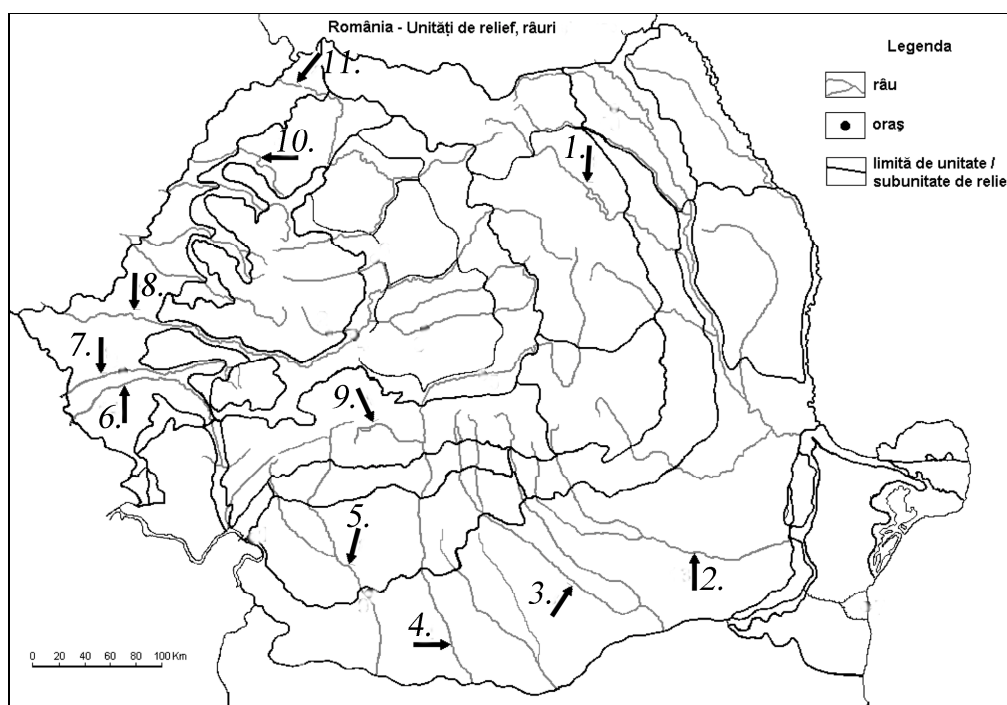 România - Unități de relief, râuri
Legenda
râu
oraș
limită de unitate /
subunitate de relie
11.
10.
1.
8.
7.
6.
9.
5.
4.
3.
2.
0 20 40 60 80 100 Km